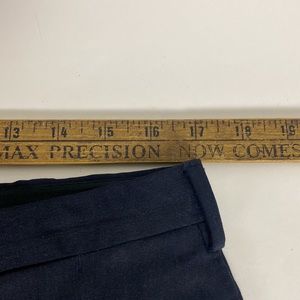 13 14 15 16 17 18 19
MAX PRECISION NOW COMES